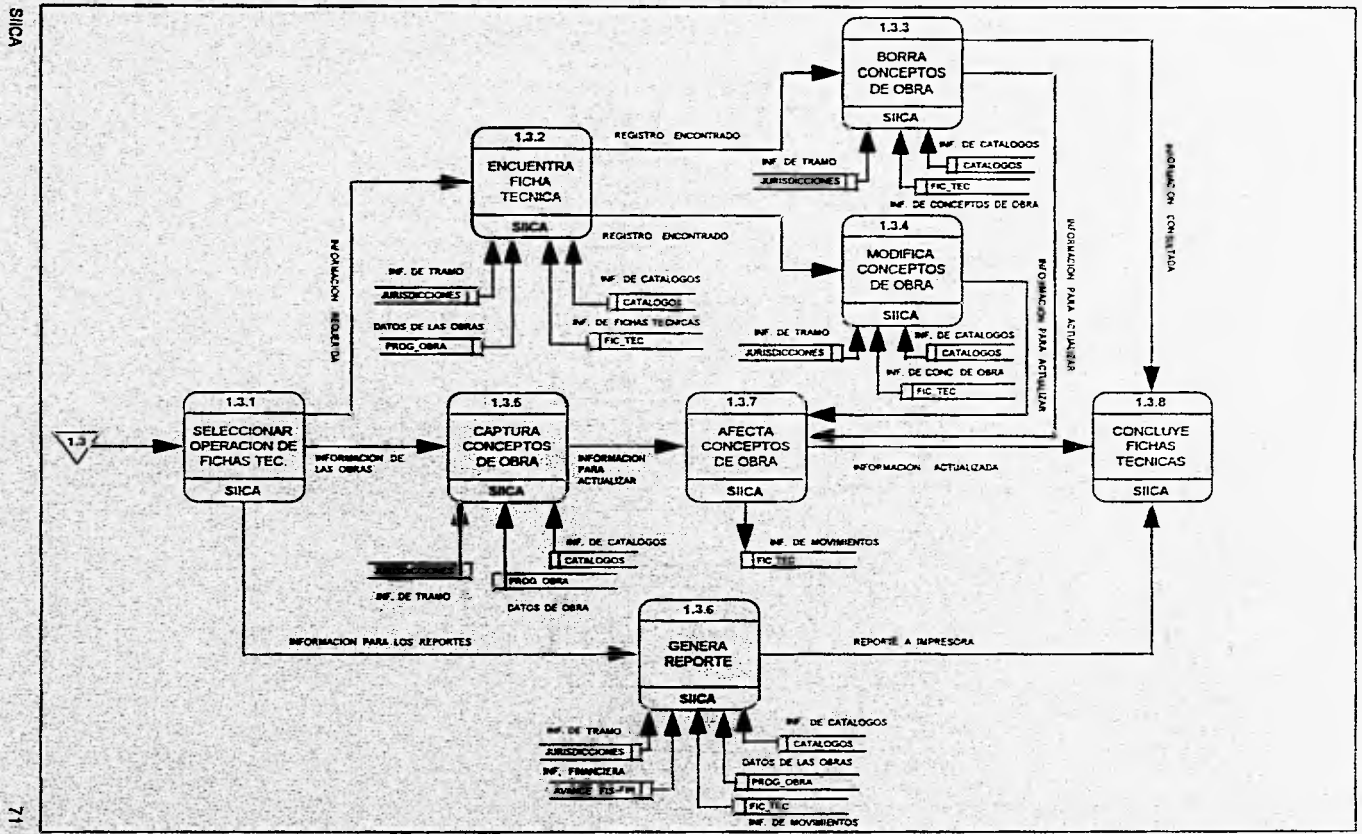 SIICA
1.3.3
BORRA
CONCEPTOS
DE OBRA
SIICA
1.3.2
ENCUENTRA
FICHA
TECNICA
SIICA
REGISTRO ENCONTRADO
REGISTRO ENCONTRADO
INF. DE TRAMO
JURISDICCIONES
INF. DE CATALOGOS
CATALOGOS
FIC_TEC
INF. DE CONCEPTOS DE OBRA
INFORMACION CONSULTADA
1.3.4
MODIFICA
CONCEPTOS
DE OBRA
SIICA
INFORMACION PARA ACTUALIZAR
INFORMACION PARA ACTUALIZAR
INFORMACION REQUERIDA
INF. DE TRAMO
JURISDICCIONES
DATOS DE LAS OBRAS
PROG_OBRA
INF. DE CATALOGOS
CATALOGOS
INF. DE FICHAS TECNICAS
FIC_TEC
INF. DE TRAMO
JURISDICCIONES
INF. DE CATALOGOS
CATALOGOS
INF. DE CONC. DE OBRA
FIC_TEC
1.3
1.3.1
SELECCIONAR
OPERACION DE
FICHAS TEC.
SIICA
INFORMACION DE
LAS OBRAS
1.3.5
CAPTURA
CONCEPTOS
DE OBRA
SIICA
INFORMACION
PARA
ACTUALIZAR
1.3.7
AFECTA
CONCEPTOS
DE OBRA
SIICA
INFORMACION ACTUALIZADA
1.3.8
CONCLUYE
FICHAS
TECNICAS
SIICA
JURISDICCIONES
INF. DE TRAMO
INF. DE CATALOGOS
CATALOGOS
PROG_OBRA
DATOS DE OBRA
INF. DE MOVIMIENTOS
FIC_TEC
INFORMACION PARA LOS REPORTES
1.3.6
GENERA
REPORTE
SIICA
REPORTE A IMPRESORA
INF. DE TRAMO
JURISDICCIONES
INF. FINANCIERA
AVANCE FIS-FIN
INF. DE CATALOGOS
CATALOGOS
DATOS DE LAS OBRAS
PROG_OBRA
FIC_TEC
INF. DE MOVIMIENTOS
71